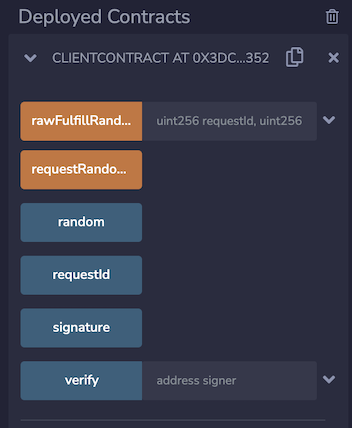 Deployed Contracts
CLIENTCONTRACT AT 0X3DC...352
rawFulfillRand... uint256 requestId, uint256
requestRando...
random
requestId
signature
verify address signer